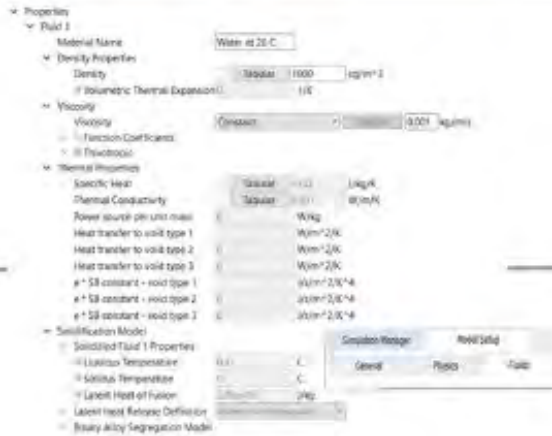 Properties
Fluid 1
Material Name Water at 20 C
Density Properties
Density Tabular 1000 kg/m^3
Volumetric Thermal Expansion 1/K
Viscosity
Viscosity Constant 0.001 kg/m/s
Function Coefficients
Thixotropic
Thermal Properties
Specific Heat Tabular J/kg/K
Thermal Conductivity Tabular W/m/K
Power source per unit mass W/kg
Heat transfer to void type 1 W/m^2/K
Heat transfer to void type 2 W/m^2/K
Heat transfer to void type 3 W/m^2/K
e * SB constant - void type 1 W/m^2/K^4
e * SB constant - void type 2 W/m^2/K^4
e * SB constant - void type 3 W/m^2/K^4
Solidification Model
Solidified Fluid 1 Properties
Liquidus Temperature C
Solidus Temperature C
Latent Heat of Fusion J/kg
Latent Heat Release Definition
Binary Alloy Segregation Model
Simulation Manager Model Setup
General Physics Fluids